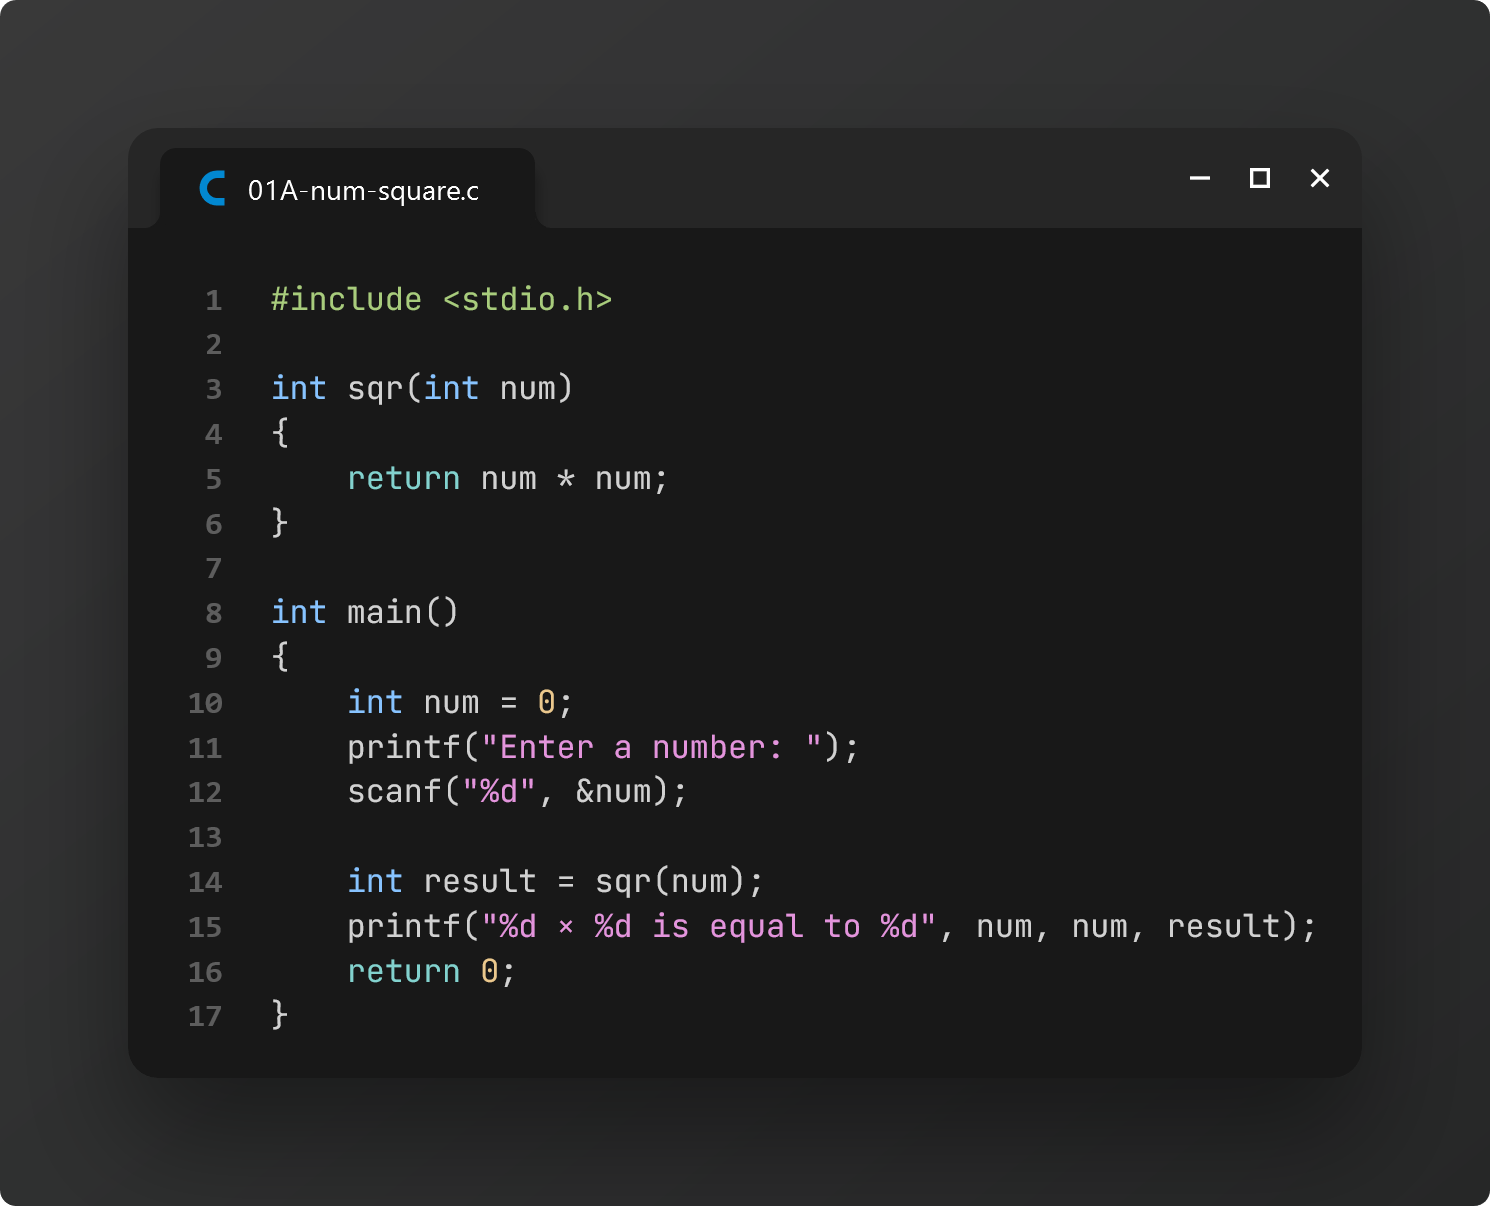 01A-num-square.c
1 #include <stdio.h>
2
3 int sqr(int num)
4 {
5     return num * num;
6 }
7
8 int main()
9 {
10     int num = 0;
11     printf("Enter a number: ");
12     scanf("%d", &num);
13
14     int result = sqr(num);
15     printf("%d × %d is equal to %d", num, num, result);
16     return 0;
17 }